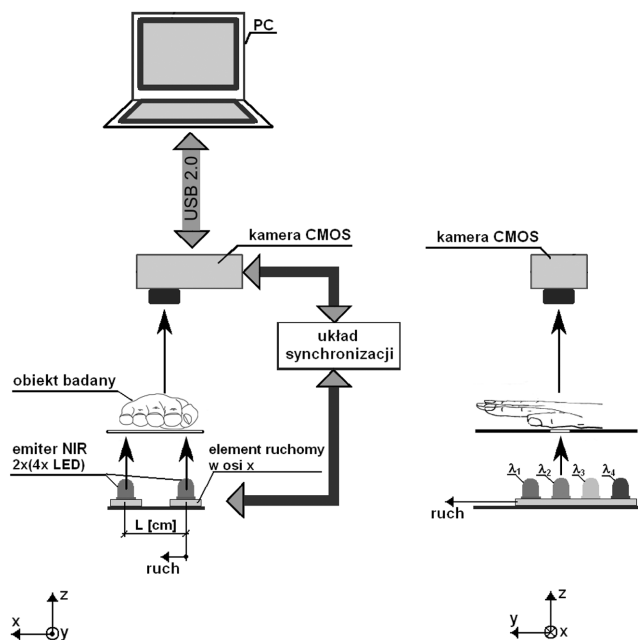 PC
USB 2.0
kamera CMOS
kamera CMOS
układ
synchronizacji
obiekt badany
emiter NIR
2x(4x LED)
element ruchomy
w osi x
L [cm]
ruch
λ1 λ2 λ3 λ4
ruch
z
x
y
z
y
x